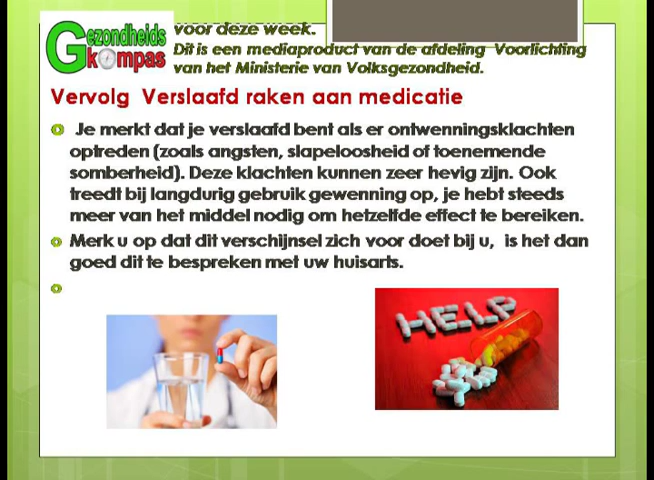 Gezondheids
kompas
voor deze week.
Dit is een mediaproduct van de afdeling Voorlichting
van het Ministerie van Volksgezondheid.
Vervolg Verslaafd raken aan medicatie
Je merkt dat je verslaafd bent als er ontwenningsklachten
optreden (zoals angsten, slapeloosheid of toenemende
somberheid). Deze klachten kunnen zeer hevig zijn. Ook
treedt bij langdurig gebruik gewenning op, je hebt steeds
meer van het middel nodig om hetzelfde effect te bereiken.
Merk u op dat dit verschijnsel zich voor doet bij u, is het dan
goed dit te bespreken met uw huisarts.
HELP